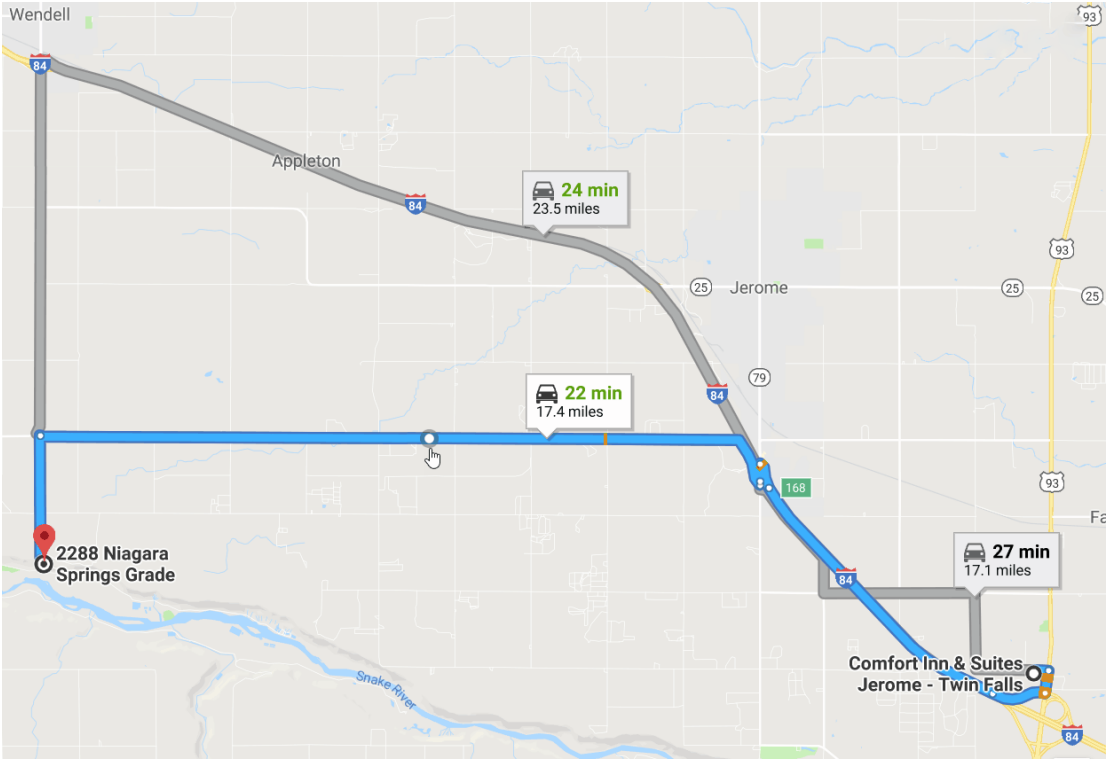 Wendell
93
84
Appleton
84
24 min
23.5 miles
93
25
Jerome
25
25
79
84
22 min
17.4 miles
93
168
Fa
27 min
17.1 miles
84
2288 Niagara
Springs Grade
Comfort Inn & Suites
Jerome - Twin Falls
Snake River
84